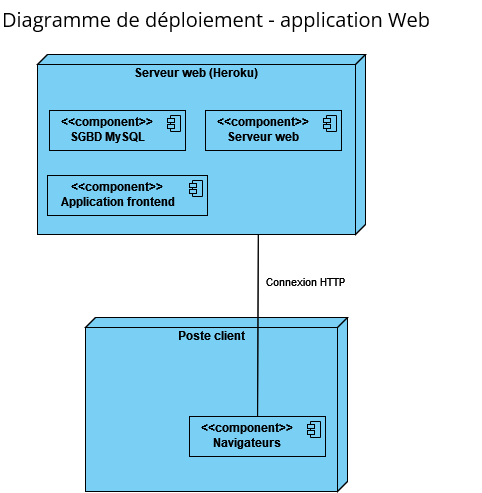 Diagramme de déploiement - application Web
Serveur web (Heroku)
<<component>>
SGBD MySQL
<<component>>
Serveur web
<<component>>
Application frontend
Connexion HTTP
Poste client
<<component>>
Navigateurs